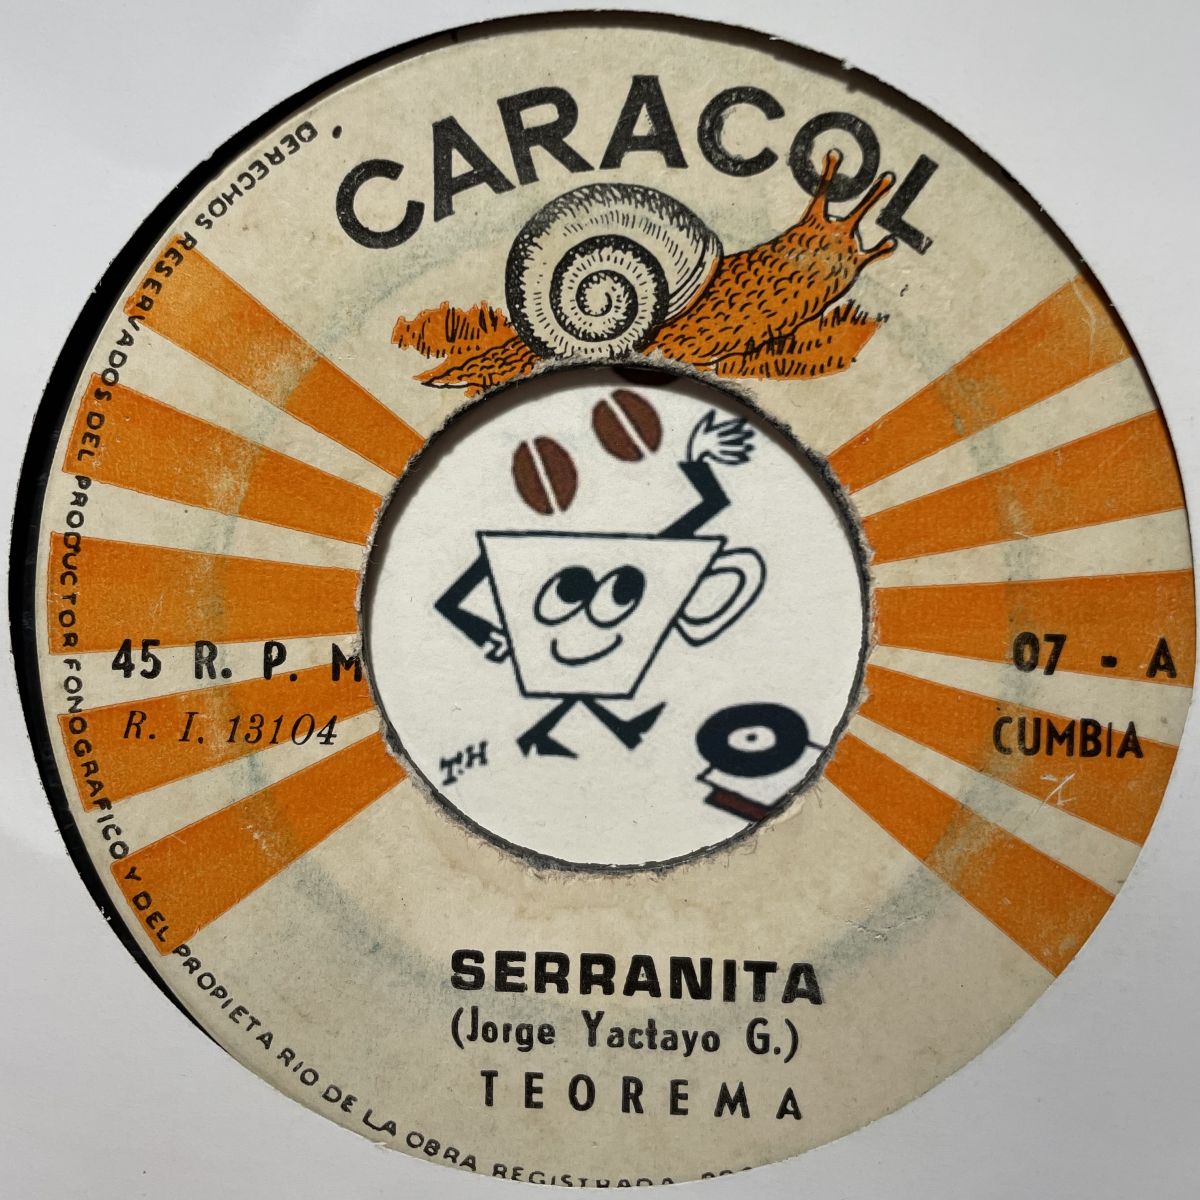 CARACOL
DERECHOS RESERVADOS DEL PRODUCTOR FONOGRAFICO Y DEL PROPIETARIO DE LA OBRA REGISTRADA
45 R. P. M
R. I. 13104
07 - A
CUMBIA
T.H
SERRANITA
(Jorge Yactayo G.)
TEOREMA